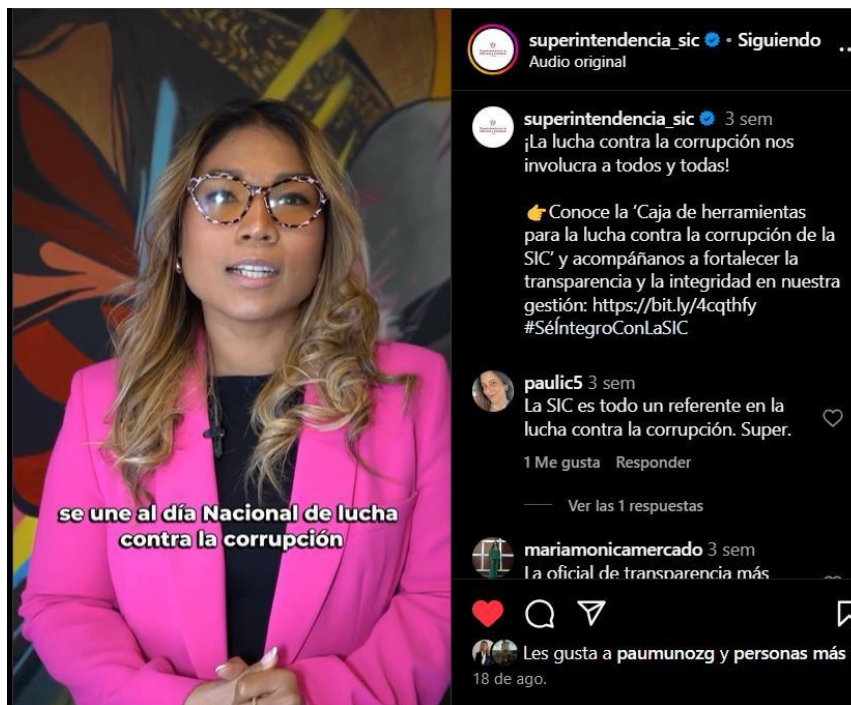 superintendencia_sic • Siguiendo
Audio original
superintendencia_sic 3 sem
¡La lucha contra la corrupción nos
involucra a todos y todas!
👉Conoce la 'Caja de herramientas
para la lucha contra la corrupción de la
SIC' y acompáñanos a fortalecer la
transparencia y la integridad en nuestra
gestión: https://bit.ly/4cqthfy
#SéÍntegroConLaSIC
paulic5 3 sem
La SIC es todo un referente en la
lucha contra la corrupción. Super.
1 Me gusta Responder
Ver las 1 respuestas
mariamonicamercado 3 sem
La oficial de transparencia más
Les gusta a paumunozg y personas más
18 de ago.
se une al día Nacional de lucha
contra la corrupción